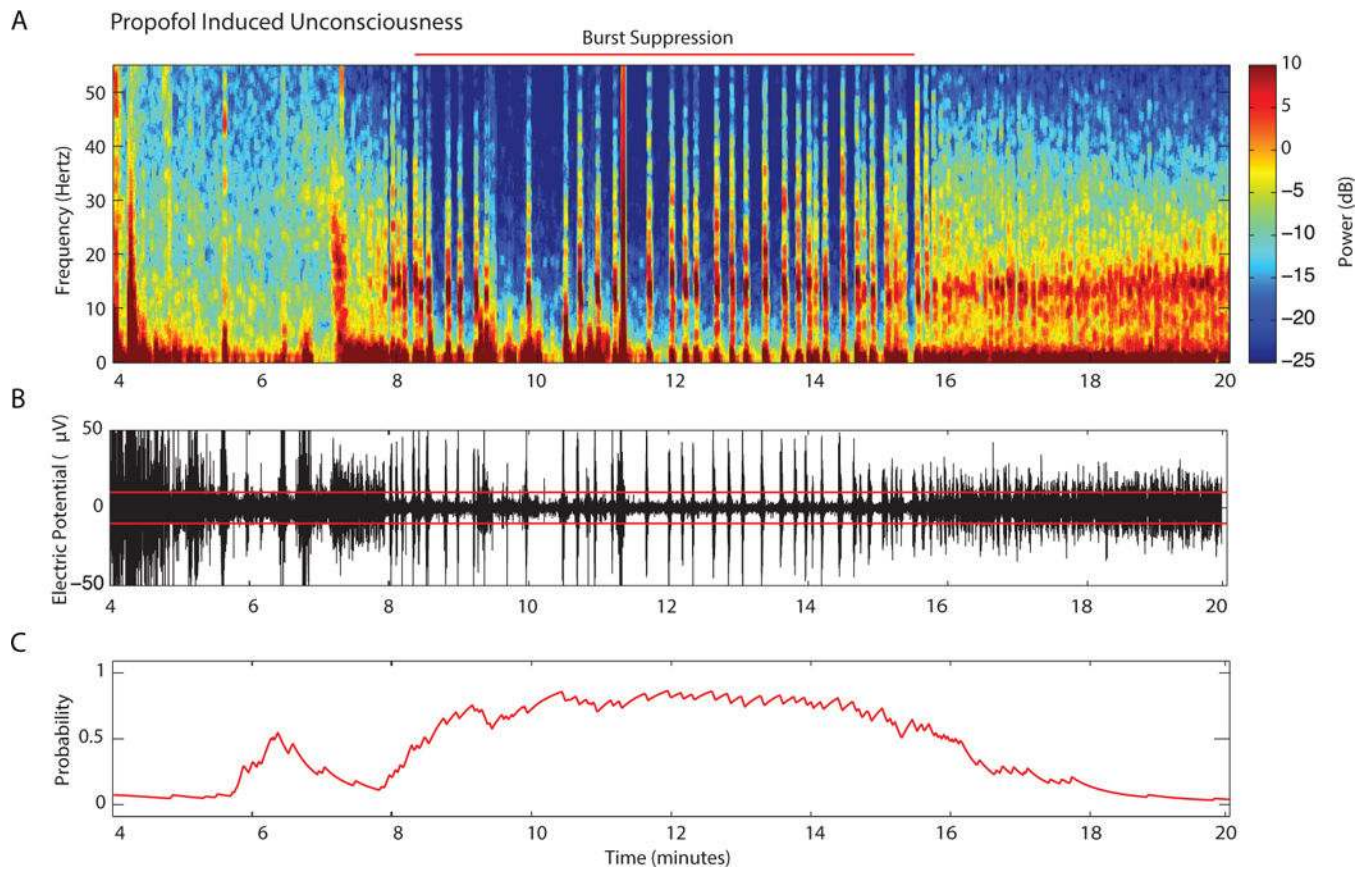 A
Propofol Induced Unconsciousness
Burst Suppression
Frequency (Hertz)
50
40
30
20
10
0
4 6 8 10 12 14 16 18 20
10
5
0
−5
−10
−15
−20
−25
Power (dB)
B
Electric Potential ( μV)
50
0
−50
4 6 8 10 12 14 16 18 20
C
Probability
1
0.5
0
4 6 8 10 12 14 16 18 20
Time (minutes)